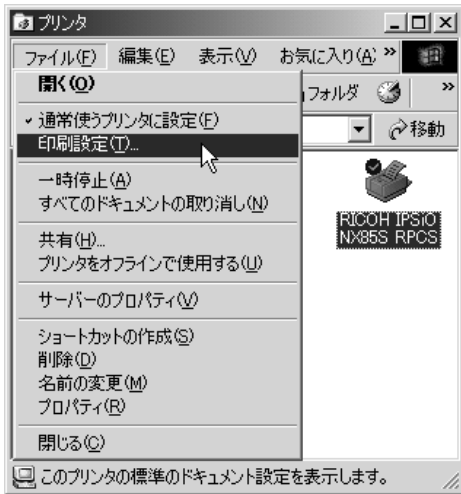 プリンタ
ファイル(F) 編集(E) 表示(V) お気に入り(A) »
開く(O)
フォルダ »
通常使うプリンタに設定(F)
印刷設定(T)...
移動
一時停止(A)
すべてのドキュメントの取り消し(N)
RICOH IPSiO
NX85S RPCS
共有(H)...
プリンタをオフラインで使用する(U)
サーバーのプロパティ(V)
ショートカットの作成(S)
削除(D)
名前の変更(M)
プロパティ(R)
閉じる(C)
このプリンタの標準のドキュメント設定を表示します。